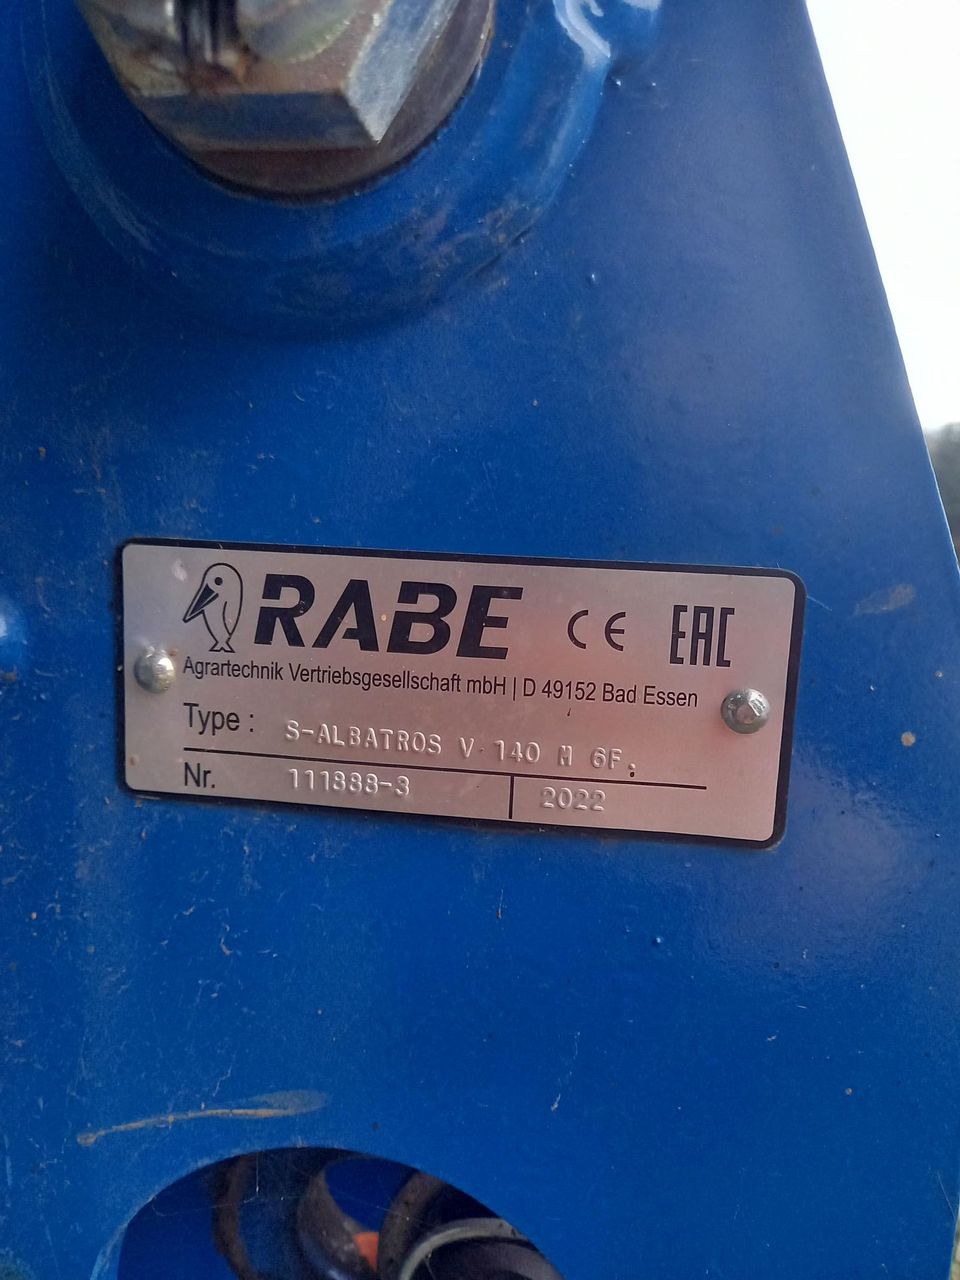 RABE CE EAC
Agrartechnik Vertriebsgesellschaft mbH | D 49152 Bad Essen
Type : S-ALBATROS V 140 M 6F.
Nr. 111888-3 2022